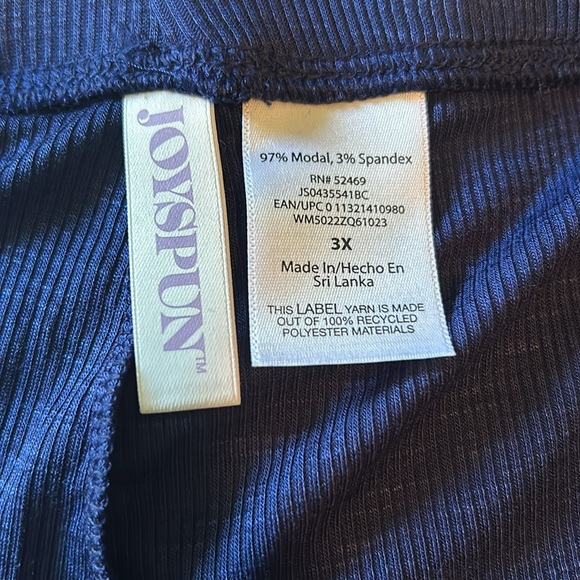 JOYSPUN™
97% Modal, 3% Spandex
RN# 52469
JS0435541BC
EAN/UPC 0 11321410980
WM5022ZQ61023
3X
Made In/Hecho En
Sri Lanka
THIS LABEL YARN IS MADE
OUT OF 100% RECYCLED
POLYESTER MATERIALS